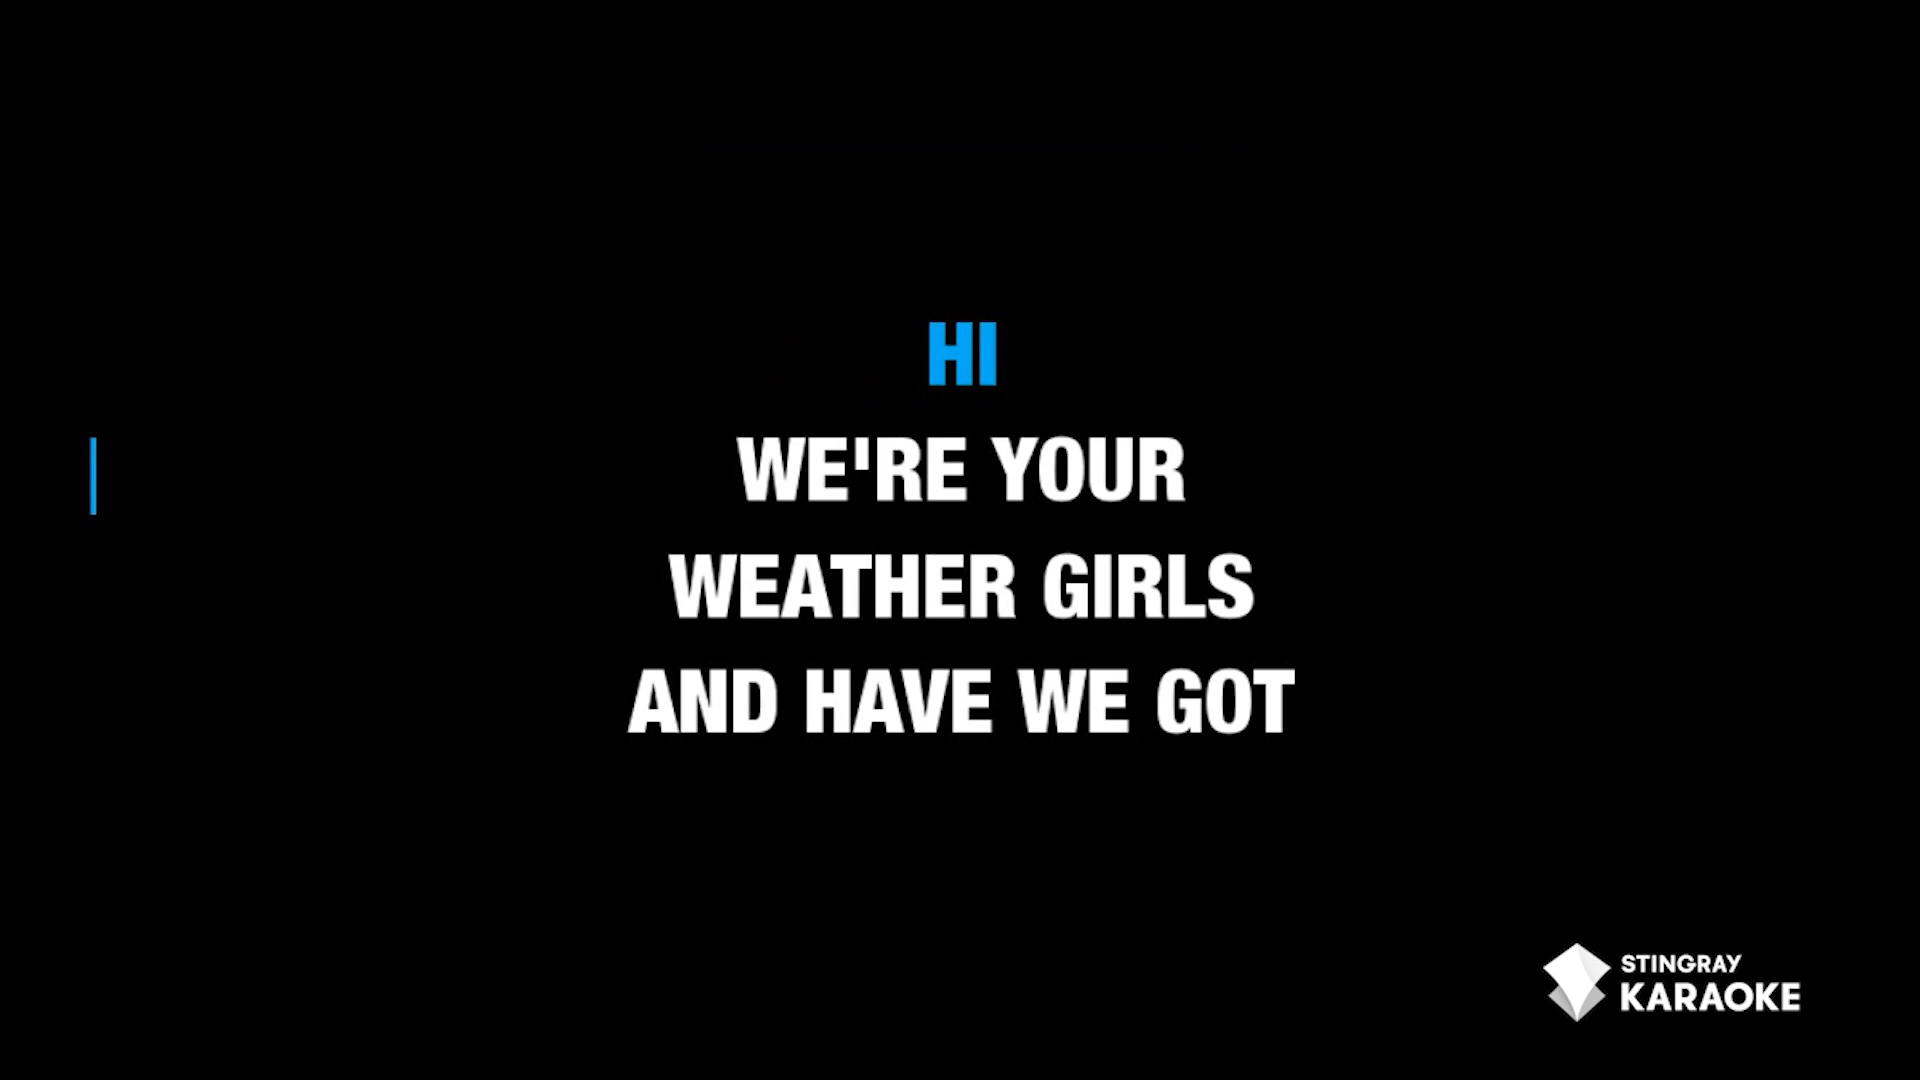 HI
WE'RE YOUR
WEATHER GIRLS
AND HAVE WE GOT
STINGRAY
KARAOKE